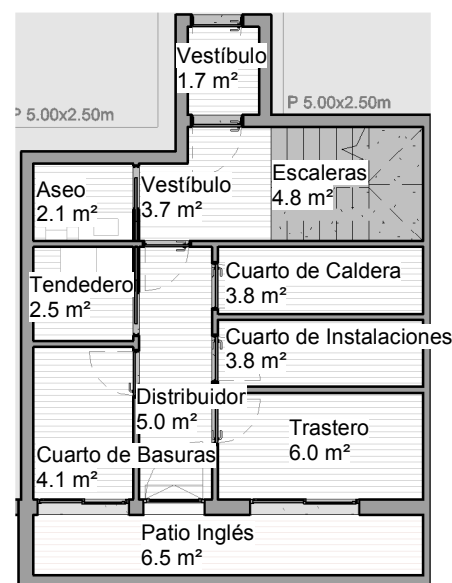 Vestíbulo
1.7 m²
P 5.00x2.50m
P 5.00x2.50m
Aseo
2.1 m²
Vestíbulo
3.7 m²
Escaleras
4.8 m²
Tendedero
2.5 m²
Cuarto de Caldera
3.8 m²
Cuarto de Instalaciones
3.8 m²
Distribuidor
5.0 m²
Trastero
6.0 m²
Cuarto de Basuras
4.1 m²
Patio Inglés
6.5 m²